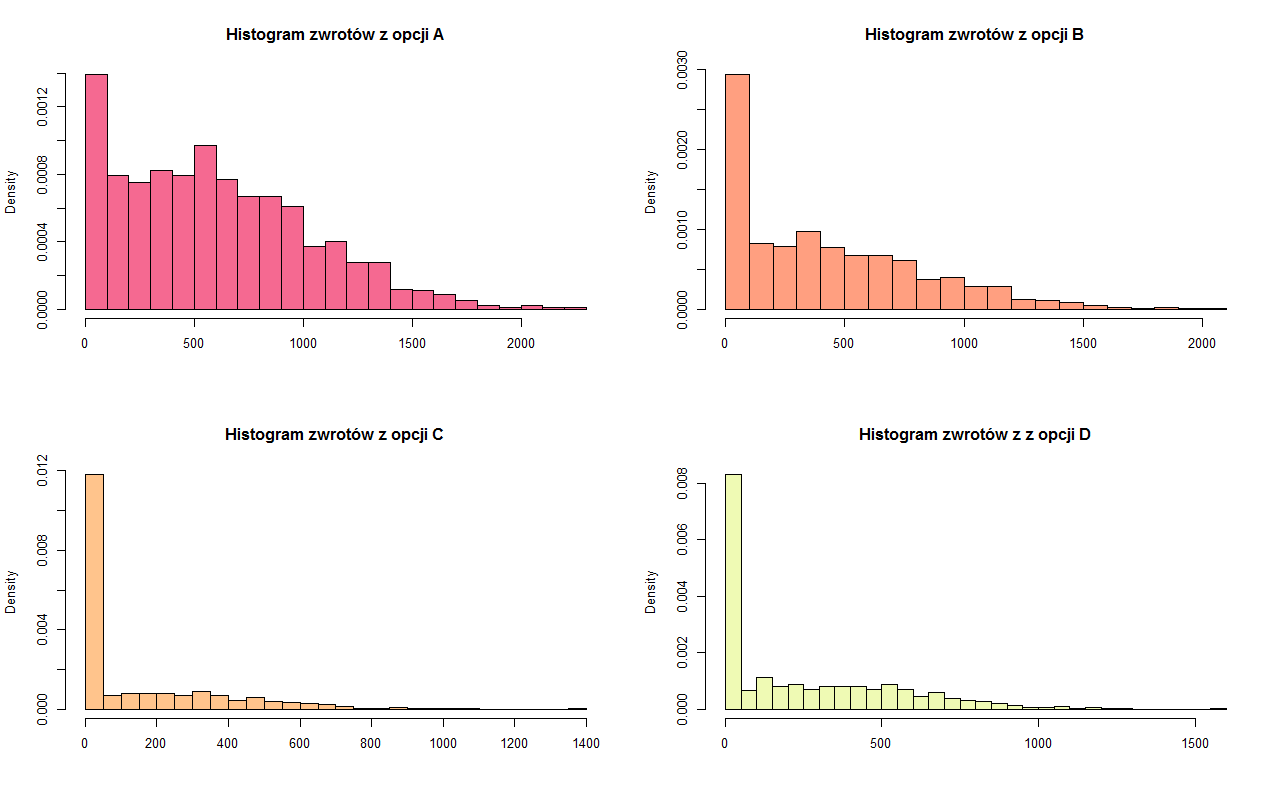 Histogram zwrotów z opcji A
Density
0.0000 0.0004 0.0008 0.0012
0 500 1000 1500 2000
Histogram zwrotów z opcji B
Density
0.0000 0.0010 0.0020 0.0030
0 500 1000 1500 2000
Histogram zwrotów z opcji C
Density
0.000 0.004 0.008 0.012
0 200 400 600 800 1000 1200 1400
Histogram zwrotów z z opcji D
Density
0.000 0.002 0.004 0.006 0.008
0 500 1000 1500